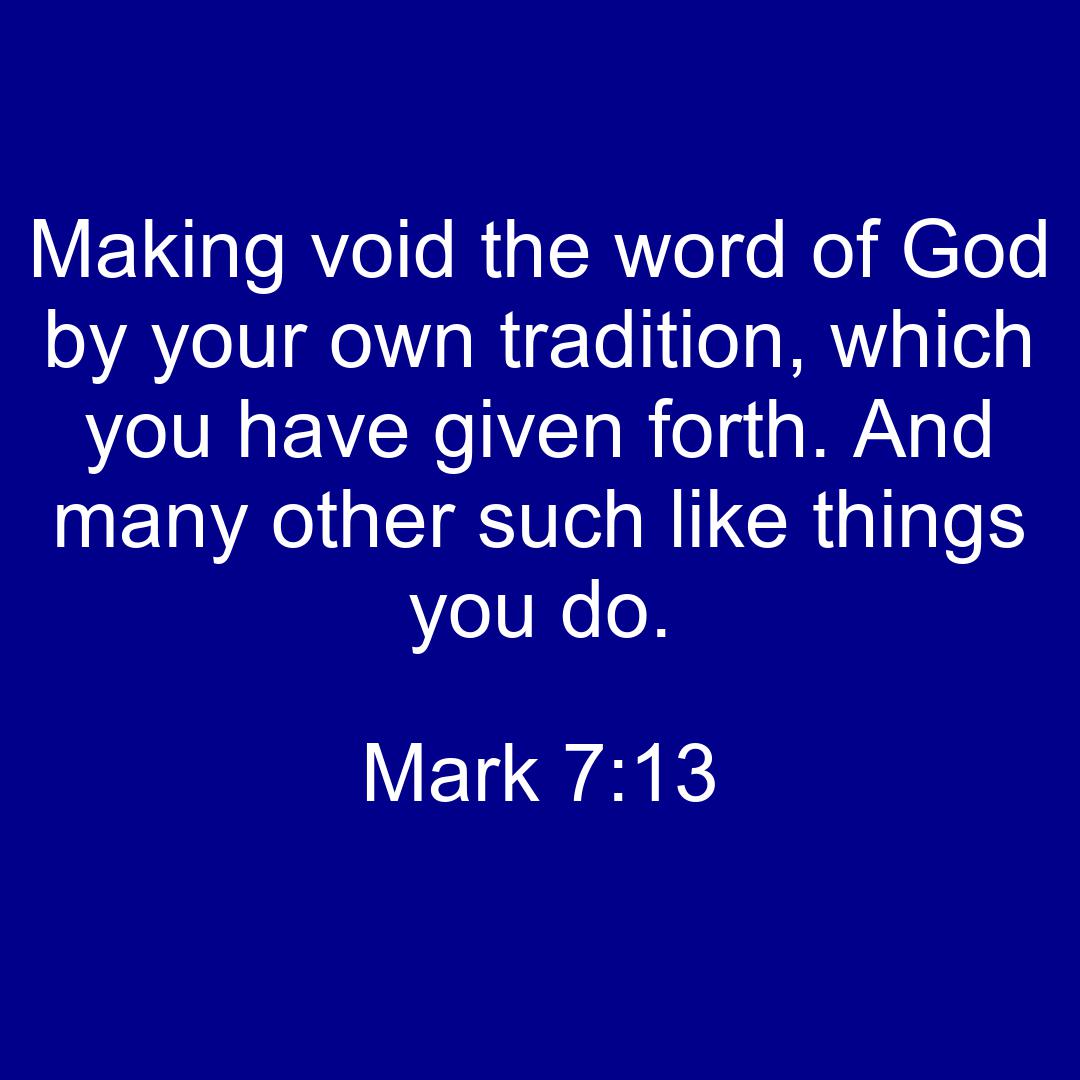 Making void the word of God
by your own tradition, which
you have given forth. And
many other such like things
you do.
Mark 7:13